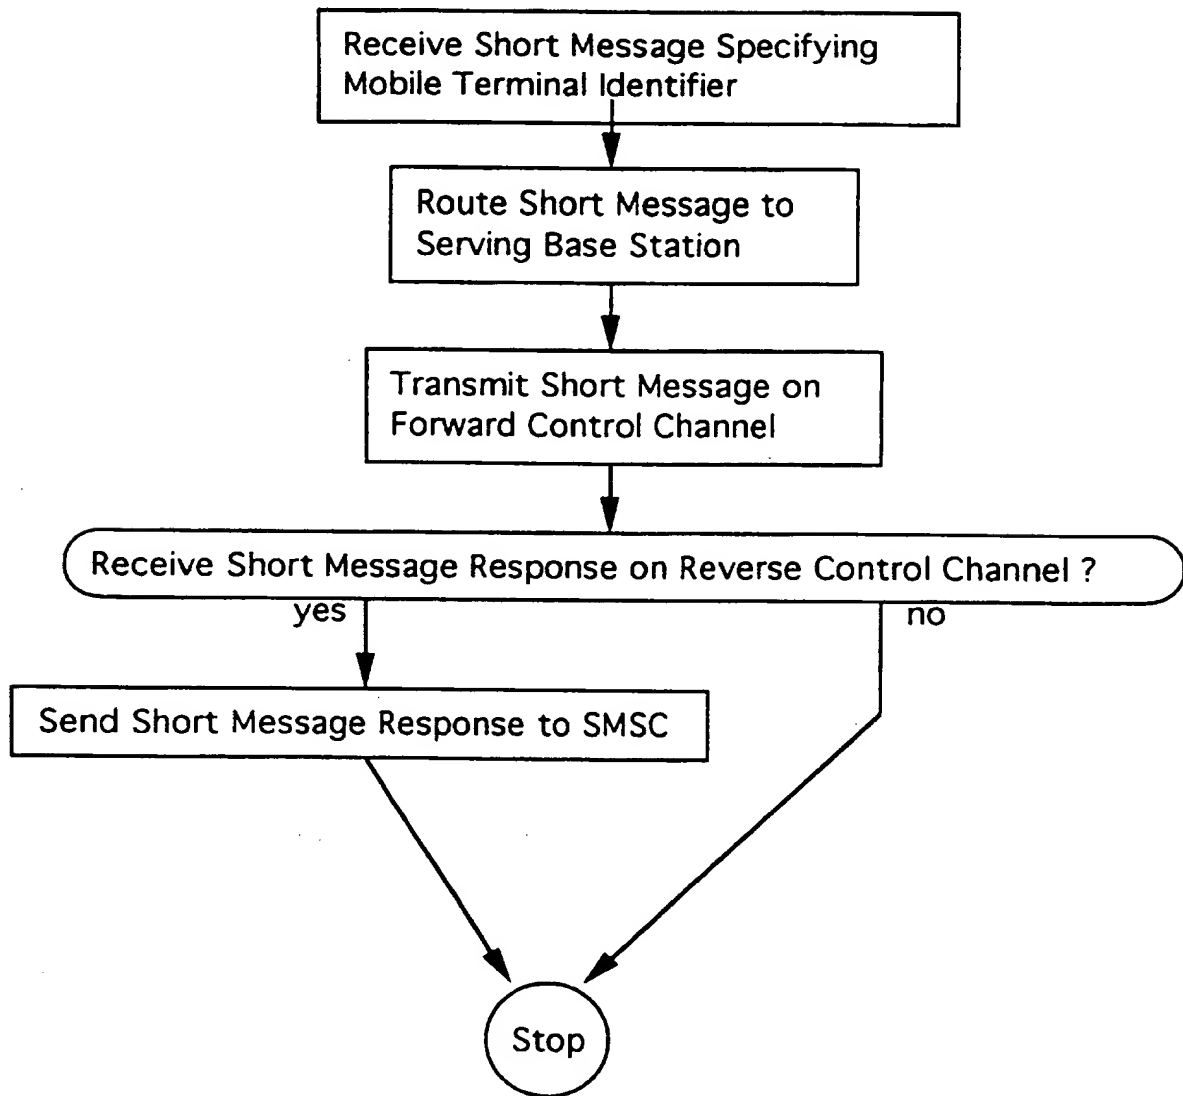 Receive Short Message Specifying
Mobile Terminal Identifier
Route Short Message to
Serving Base Station
Transmit Short Message on
Forward Control Channel
Receive Short Message Response on Reverse Control Channel ?
yes
no
Send Short Message Response to SMSC
Stop